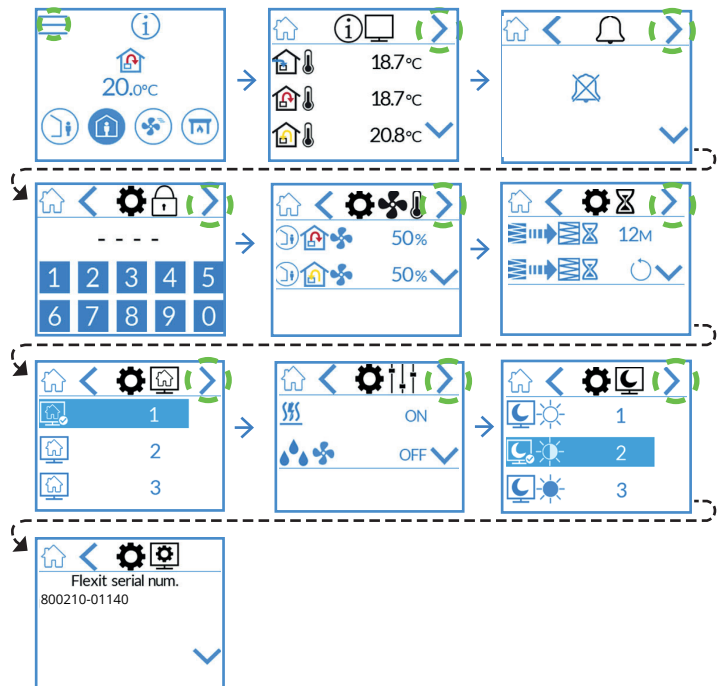 i
20.0°C
i
18.7°C
18.7°C
20.8°C
- - - -
1 2 3 4 5
6 7 8 9 0
50%
50%
12M
1
2
3
ON
OFF
1
2
3
Flexit serial num.
800210-01140